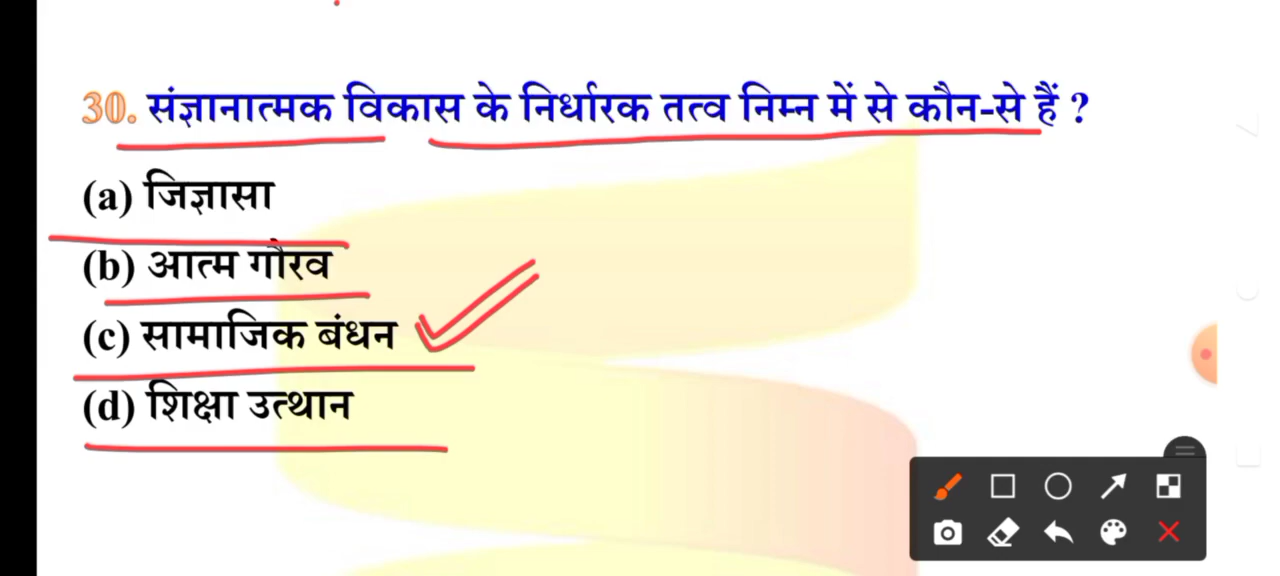 30. संज्ञानात्मक विकास के निर्धारक तत्व निम्न में से कौन-से हैं ?
(a) जिज्ञासा
(b) आत्म गौरव
(c) सामाजिक बंधन
(d) शिक्षा उत्थान